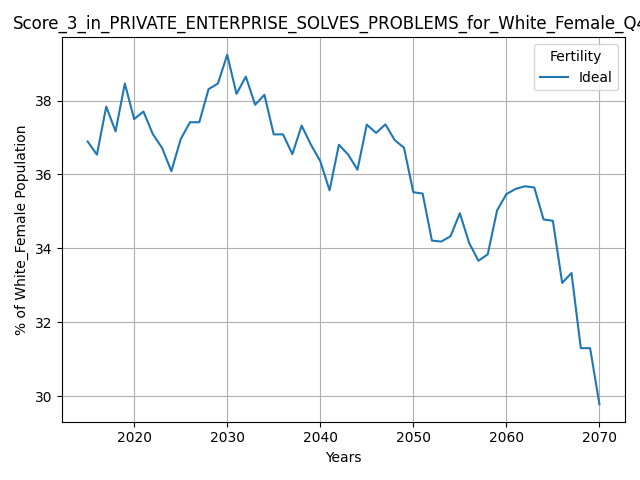 Score_3_in_PRIVATE_ENTERPRISE_SOLVES_PROBLEMS_for_White_Female_Q4
Fertility
Ideal
% of White_Female Population
38
36
34
32
30
2020 2030 2040 2050 2060 2070
Years